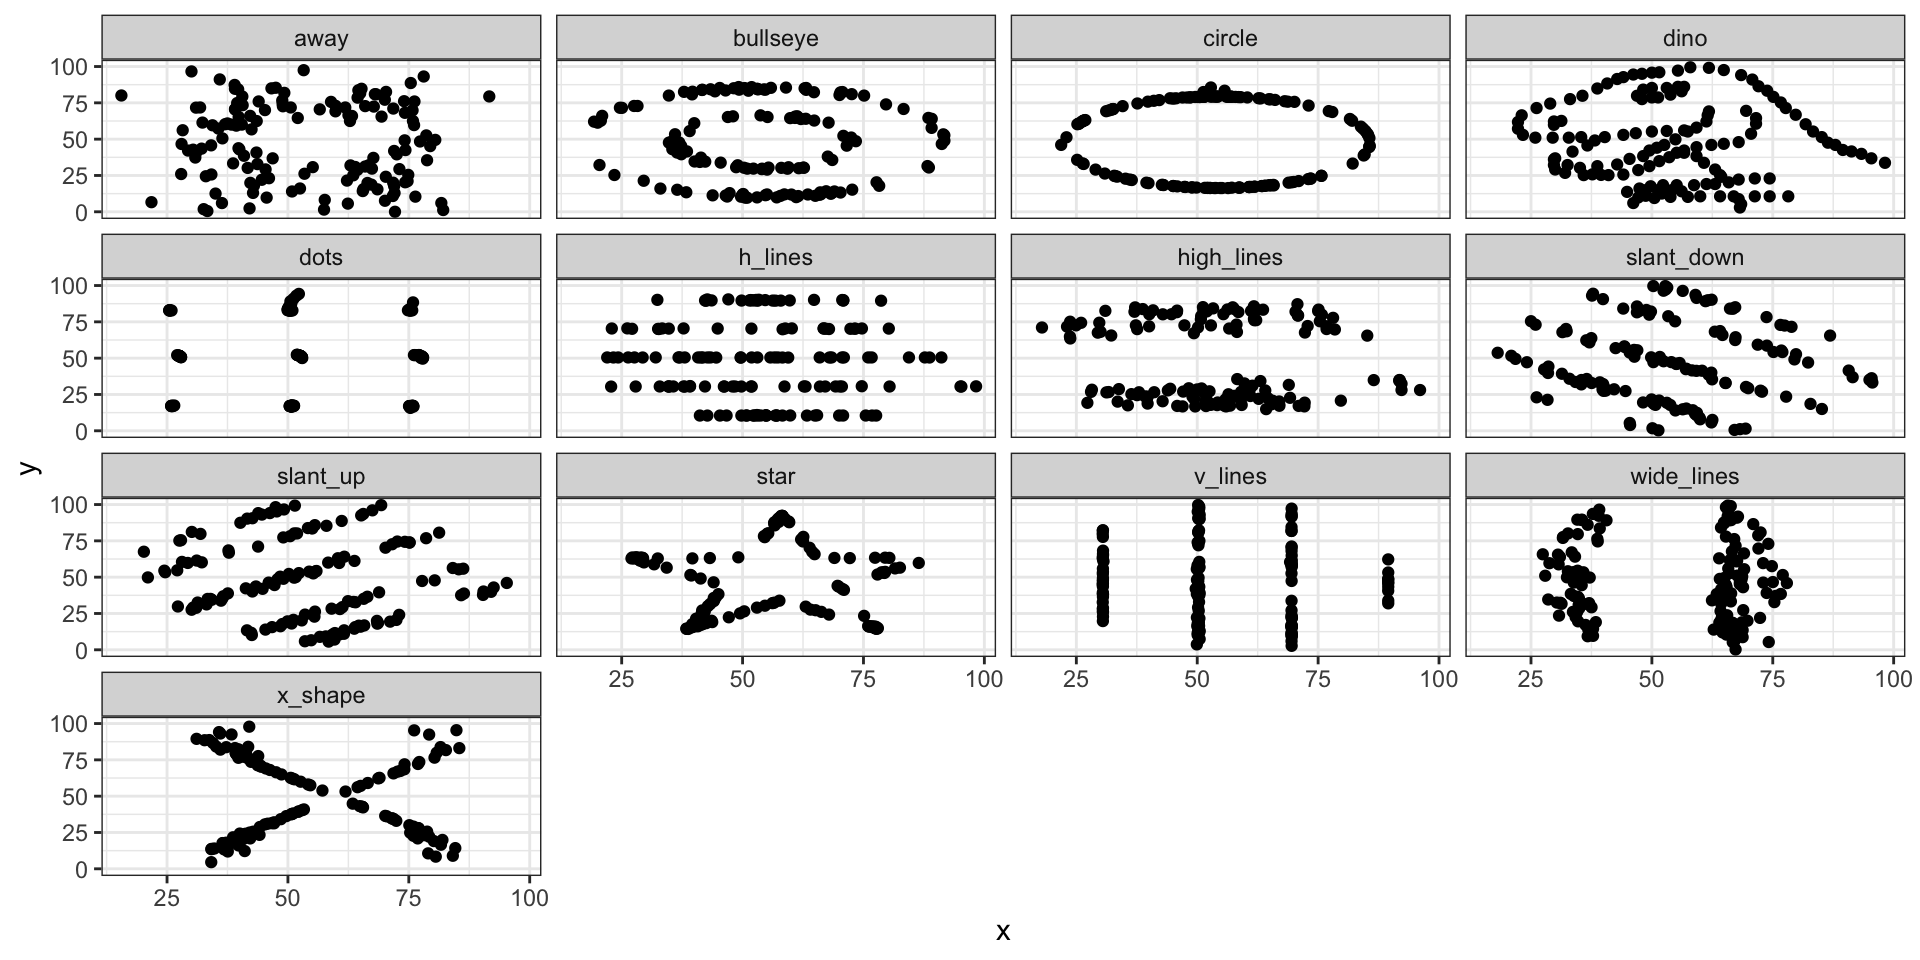 away bullseye circle dino
100
75
50
25
0
dots h_lines high_lines slant_down
100
75
50
25
0
slant_up star v_lines wide_lines
100
75
50
25
0
25 50 75 100 25 50 75 100 25 50 75 100
x_shape
100
75
50
25
0
25 50 75 100
x
y